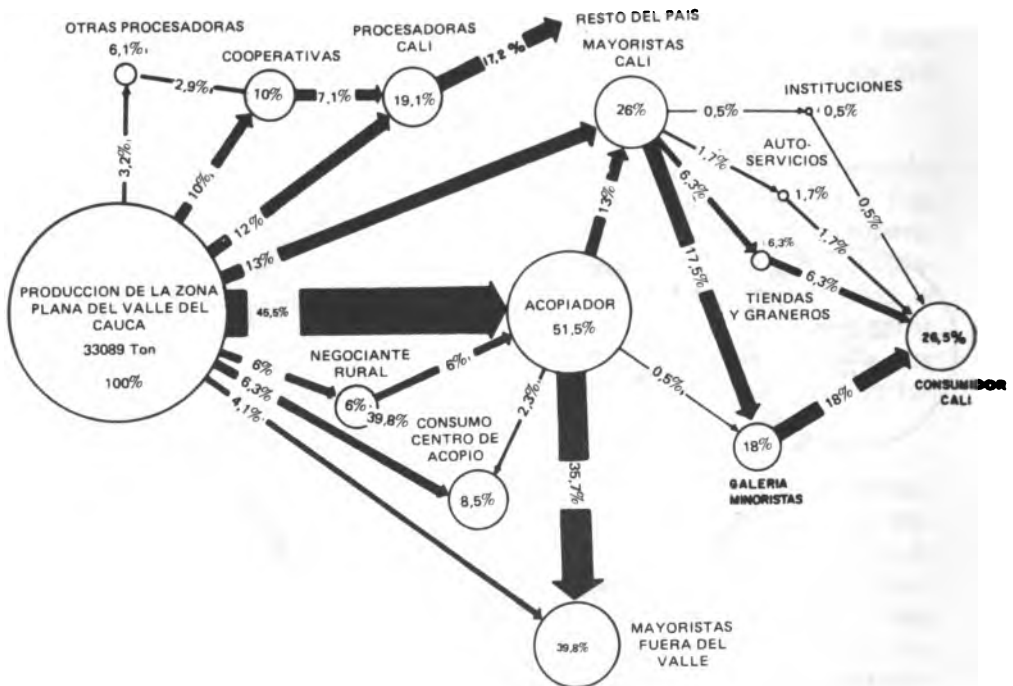 OTRAS PROCESADORAS
6,1%
3,2%
2,9%
COOPERATIVAS
10%
10%
7,1%
PROCESADORAS
CALI
19,1%
12%
17,2 %
RESTO DEL PAIS
MAYORISTAS
CALI
26%
13%
13%
0,5%
INSTITUCIONES
0,5%
0,5%
AUTO-
SERVICIOS
1,7%
1,7%
1,7%
6,3%
6,3%
6,3%
TIENDAS
Y GRANEROS
17,5%
PRODUCCION DE LA ZONA
PLANA DEL VALLE DEL
CAUCA
33089 Ton
100%
45,5%
ACOPIADOR
51,5%
NEGOCIANTE
RURAL
6%
6%
39,8%
6%
6,3%
4,1%
CONSUMO
CENTRO DE
ACOPIO
8,5%
2,3%
0,5%
35,7%
18%
GALERIA
MINORISTAS
18%
26,5%
CONSUMIDOR
CALI
39,8%
MAYORISTAS
FUERA DEL
VALLE